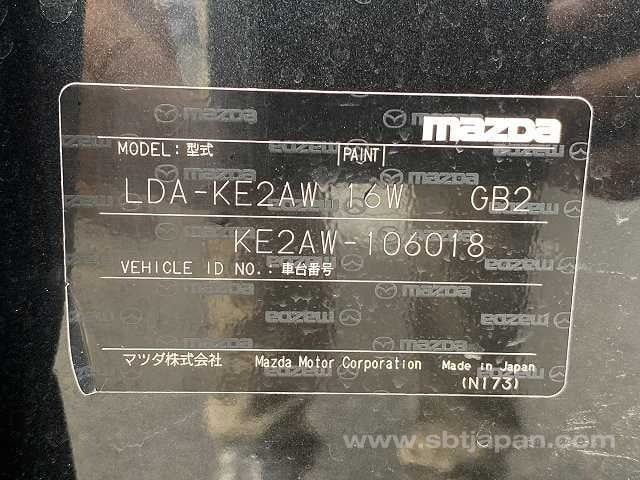 mazda
MODEL: 型式 PAINT
LDA-KE2AW 16W GB2
KE2AW-106018
VEHICLE ID NO.: 車台番号
マツダ株式会社 Mazda Motor Corporation Made in Japan
(N173)
www.sbtjapan.com